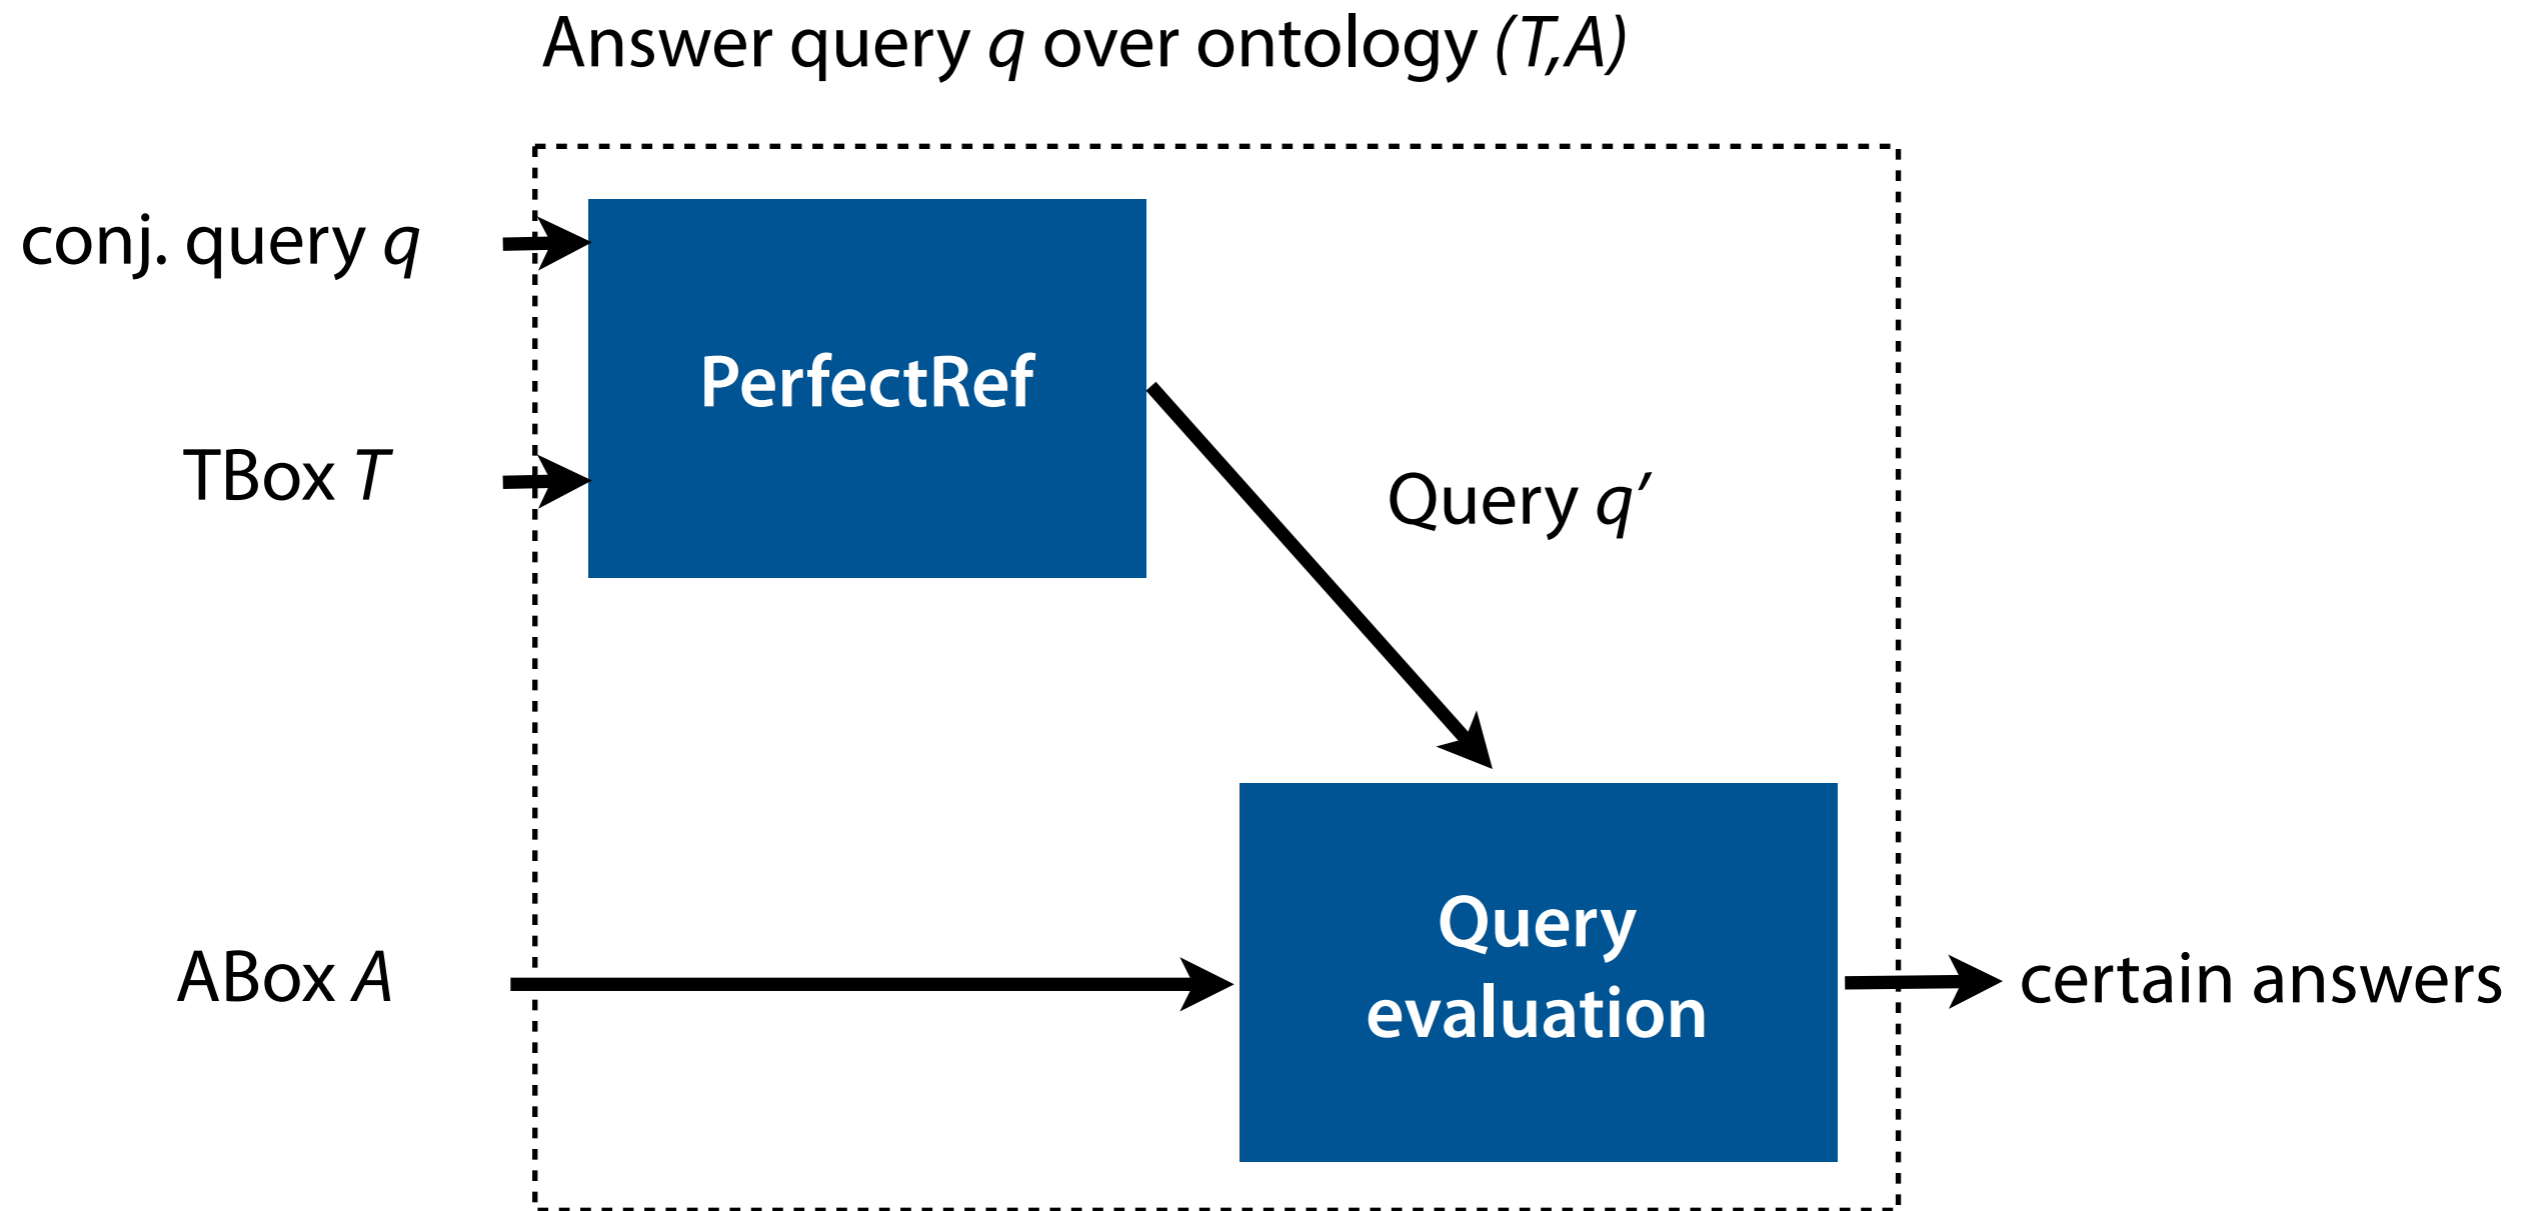 Answer query q over ontology (T,A)
conj. query q
PerfectRef
TBox T
Query q’
Query
evaluation
ABox A
certain answers